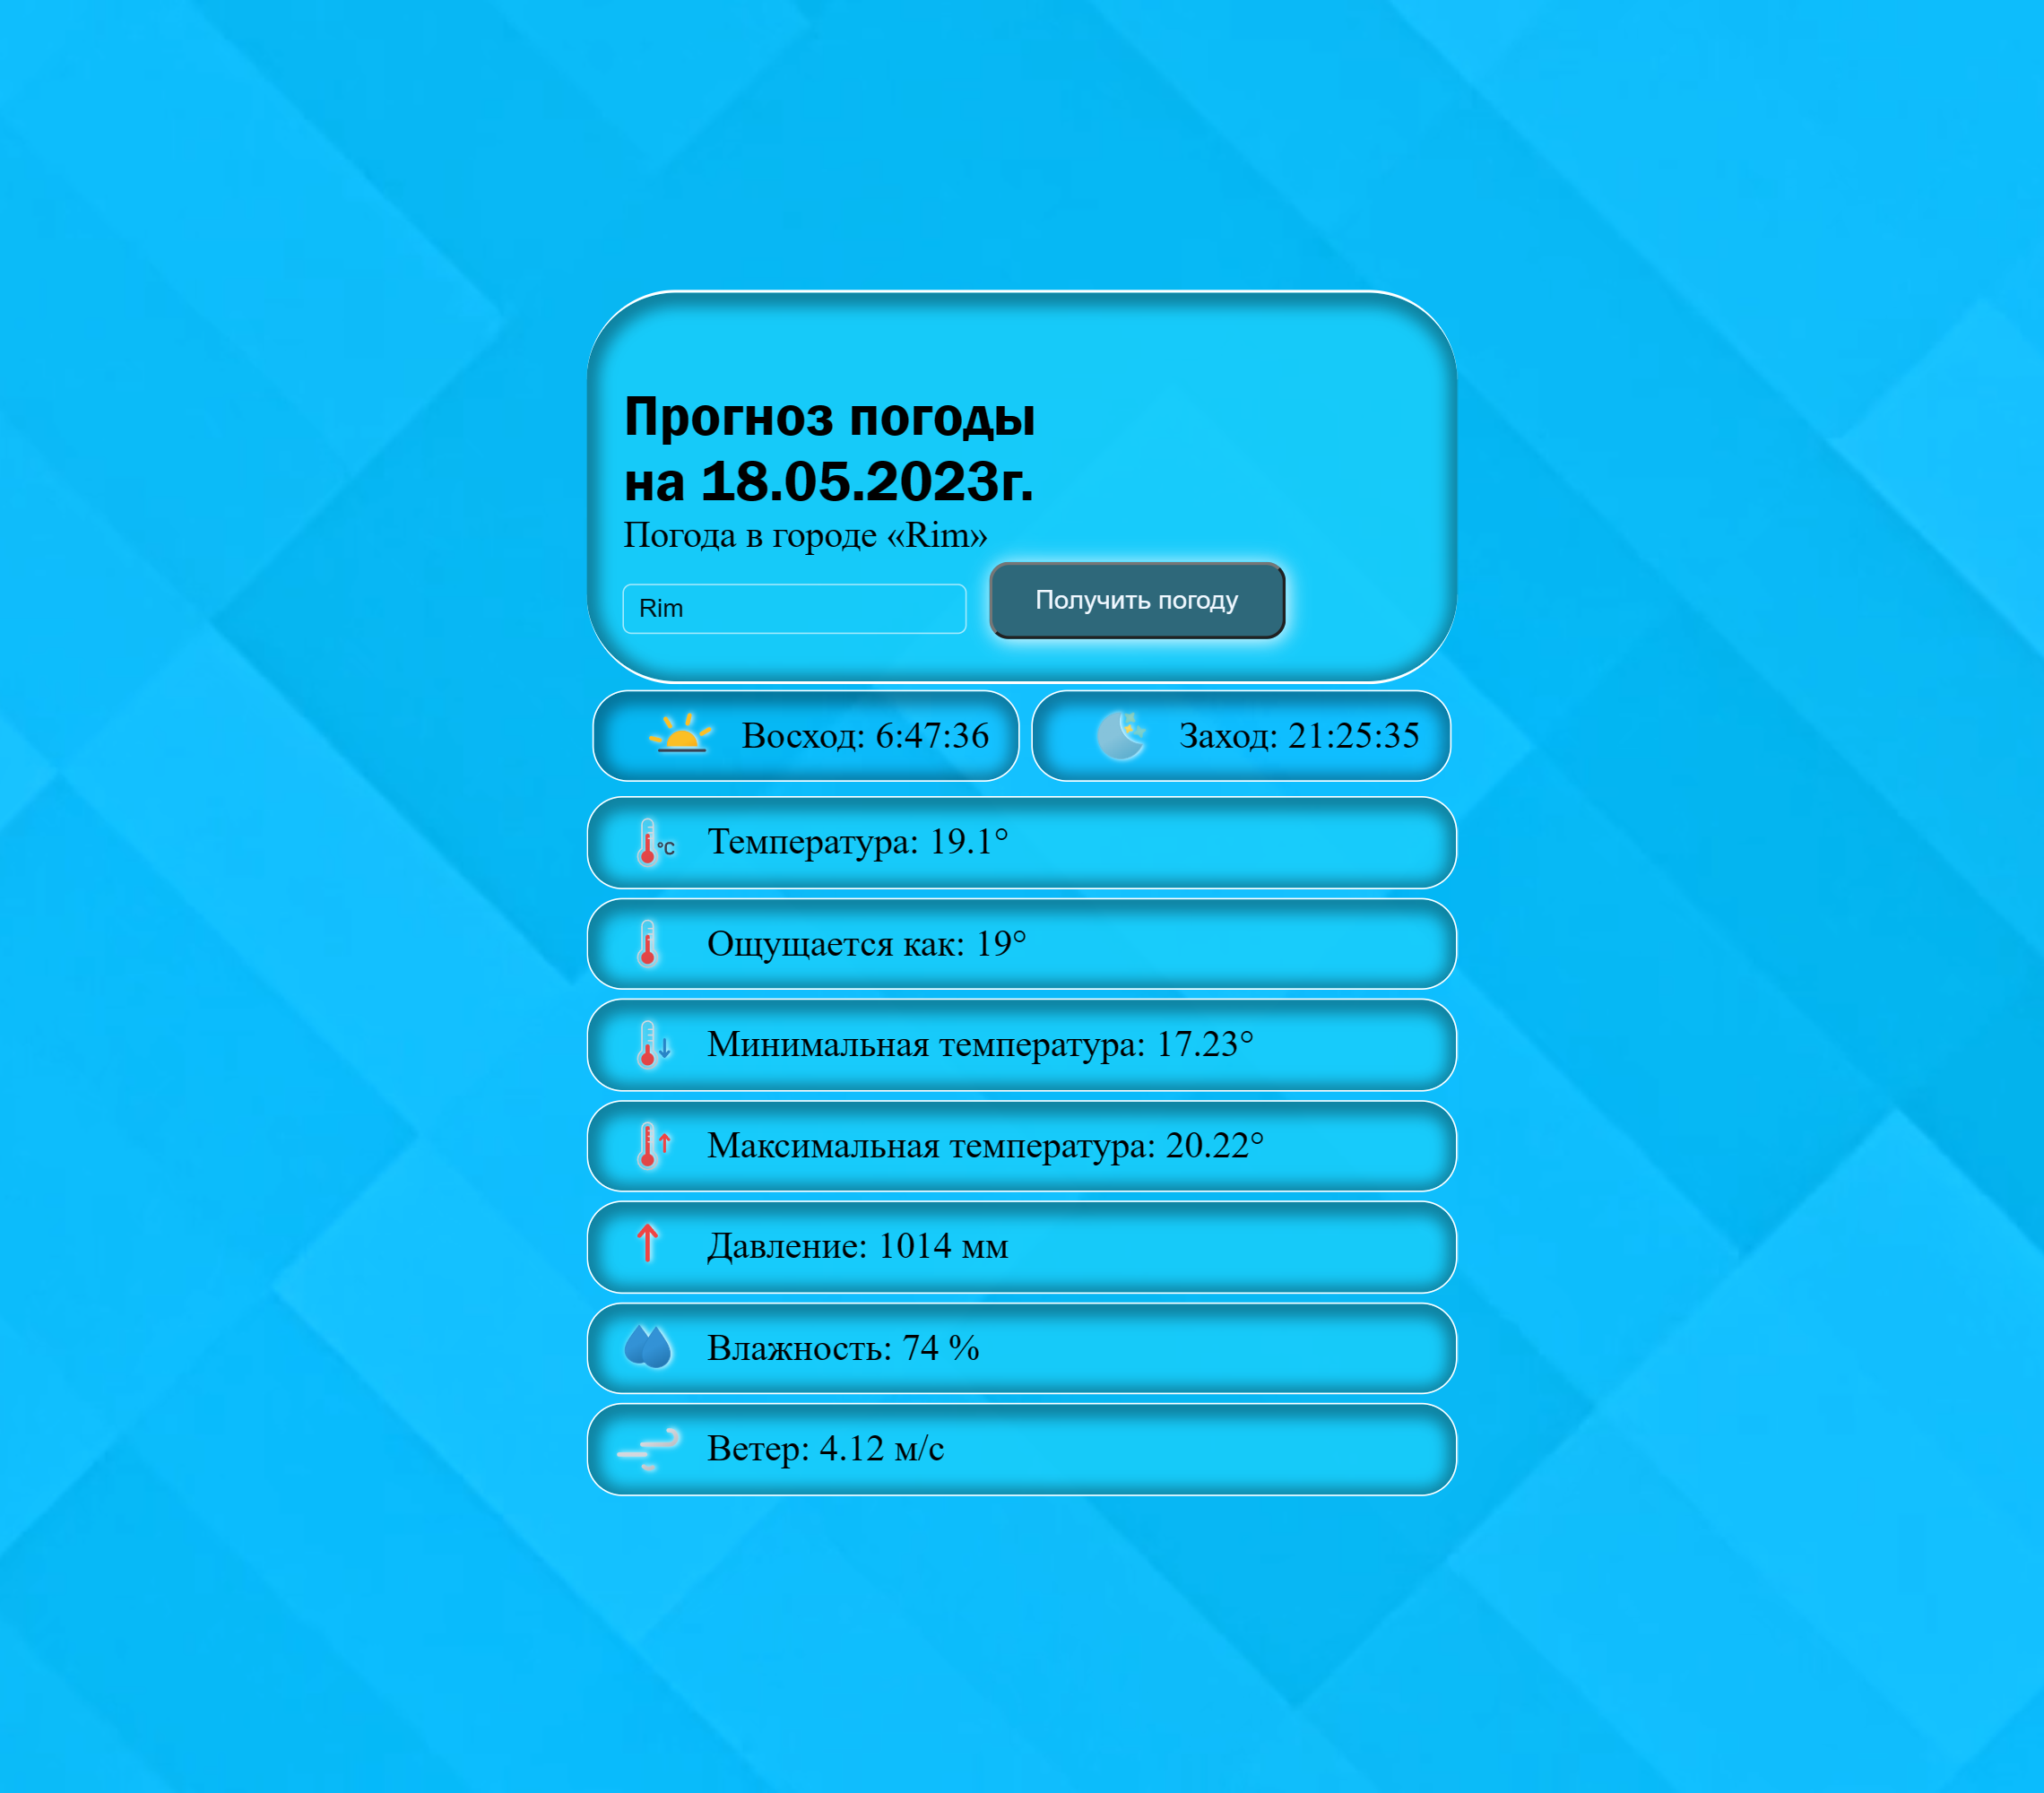 Прогноз погоды
на 18.05.2023г.
Погода в городе «Rim»
Rim
Получить погоду
Восход: 6:47:36
Заход: 21:25:35
°C
Температура: 19.1°
Ощущается как: 19°
Минимальная температура: 17.23°
Максимальная температура: 20.22°
Давление: 1014 мм
Влажность: 74 %
Ветер: 4.12 м/с